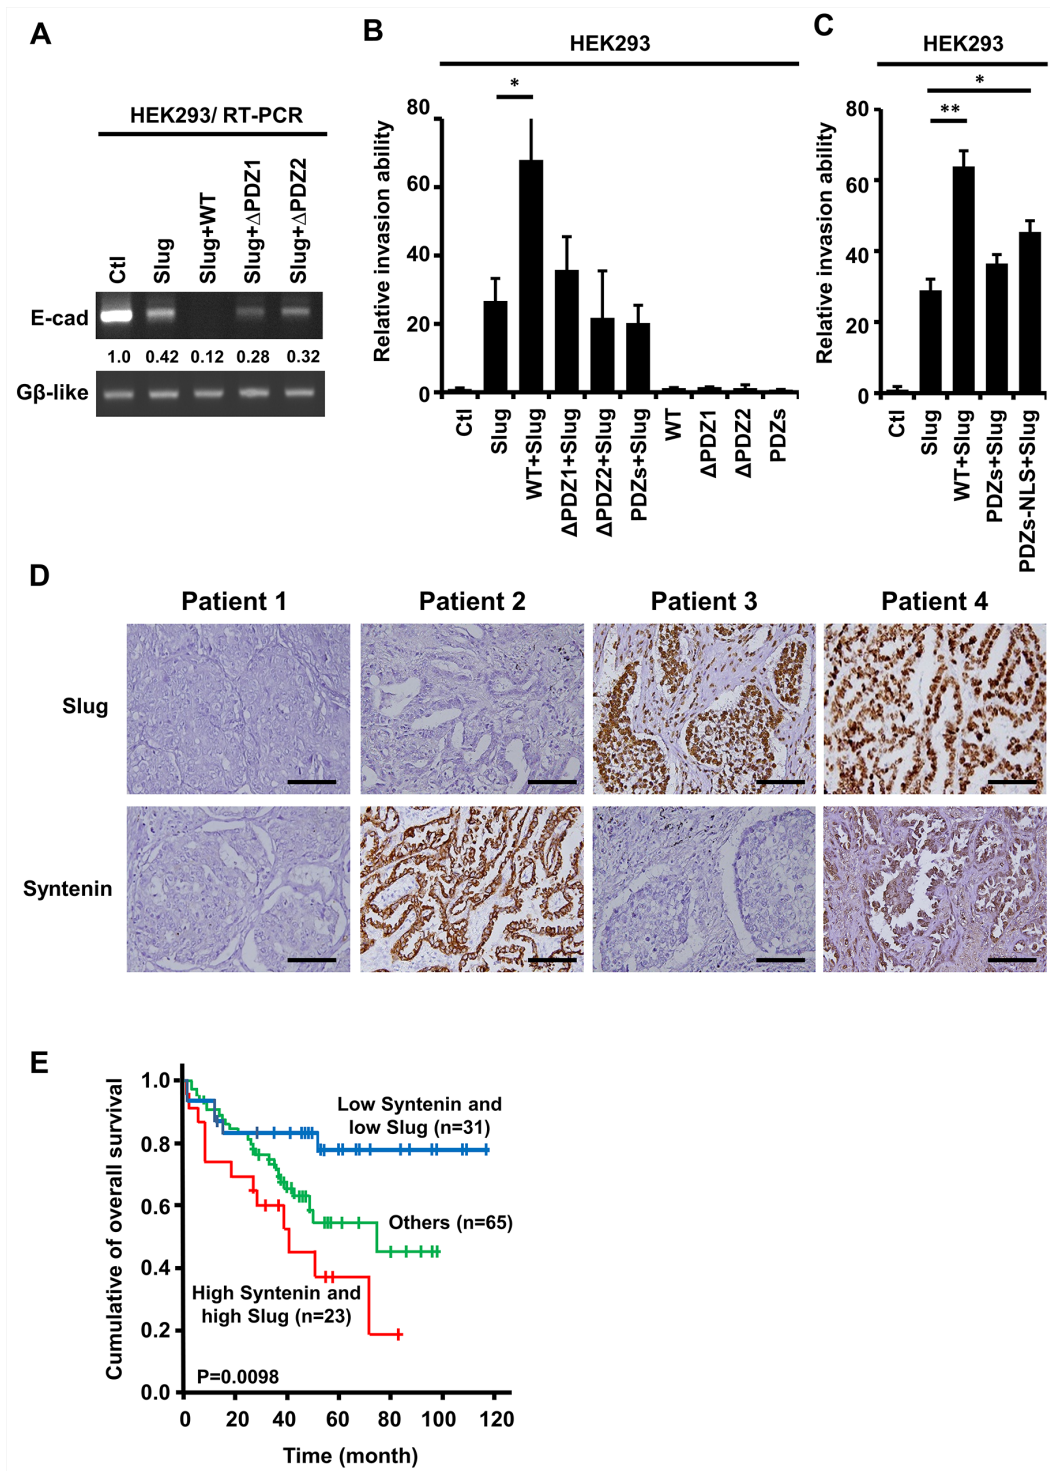 A
HEK293/ RT-PCR
Ctl
Slug
Slug+WT
Slug+ΔPDZ1
Slug+ΔPDZ2
E-cad
1.0 0.42 0.12 0.28 0.32
Gβ-like
B
HEK293
*
Relative invasion ability
80
60
40
20
0
Ctl
Slug
WT+Slug
ΔPDZ1+Slug
ΔPDZ2+Slug
PDZs+Slug
WT
ΔPDZ1
ΔPDZ2
PDZs
C
HEK293
*
**
Relative invasion ability
80
60
40
20
0
Ctl
Slug
WT+Slug
PDZs+Slug
PDZs-NLS+Slug
D
Patient 1 Patient 2 Patient 3 Patient 4
Slug
Syntenin
E
Cumulative of overall survival
1.0
0.8
0.6
0.4
0.2
0.0
Low Syntenin and
low Slug (n=31)
Others (n=65)
High Syntenin and
high Slug (n=23)
P=0.0098
0 20 40 60 80 100 120
Time (month)